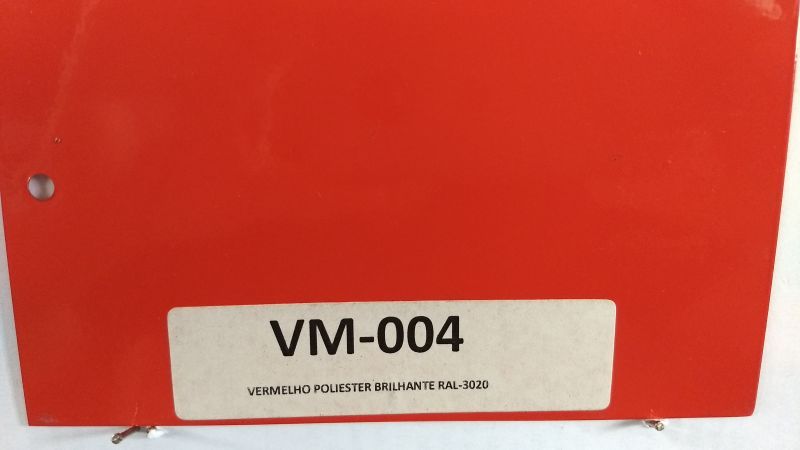 VM-004
VERMELHO POLIESTER BRILHANTE RAL-3020